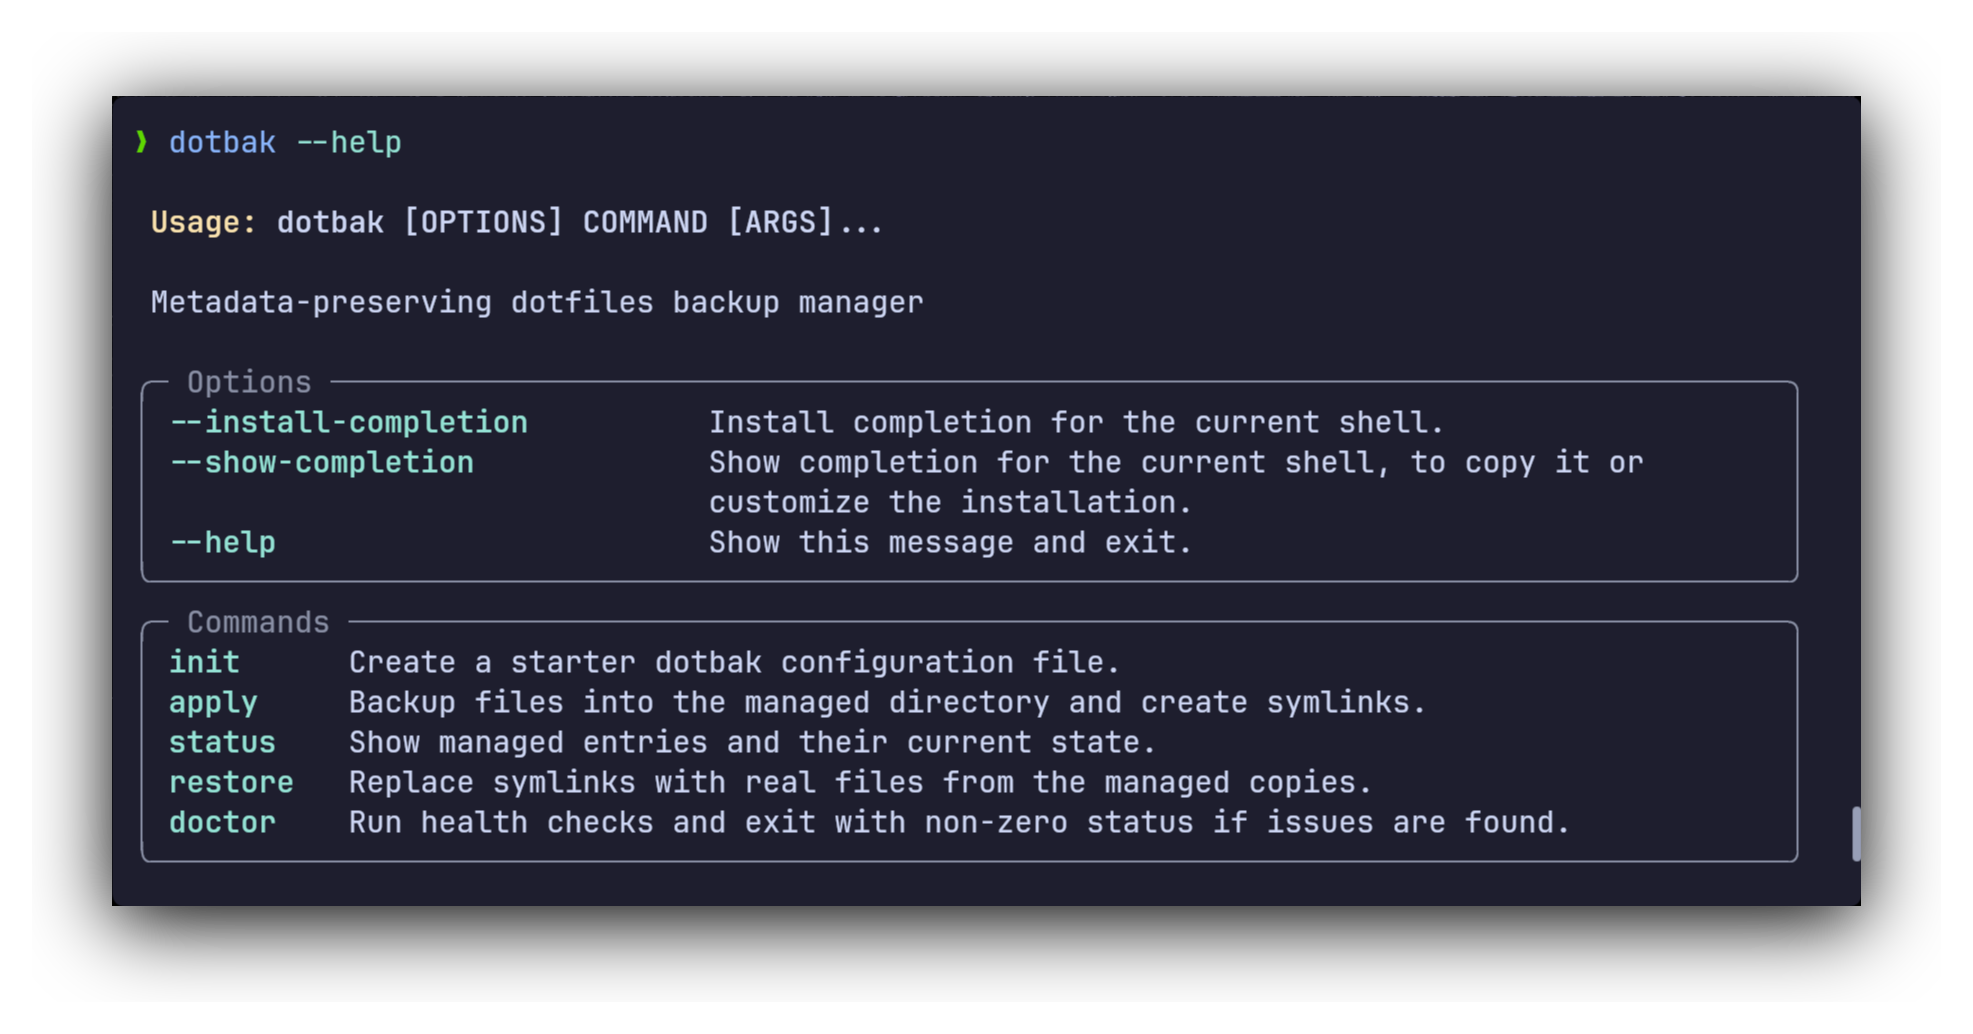 ❯ dotbak --help
Usage: dotbak [OPTIONS] COMMAND [ARGS]...
Metadata-preserving dotfiles backup manager
Options
--install-completion Install completion for the current shell.
--show-completion Show completion for the current shell, to copy it or
customize the installation.
--help Show this message and exit.
Commands
init Create a starter dotbak configuration file.
apply Backup files into the managed directory and create symlinks.
status Show managed entries and their current state.
restore Replace symlinks with real files from the managed copies.
doctor Run health checks and exit with non-zero status if issues are found.